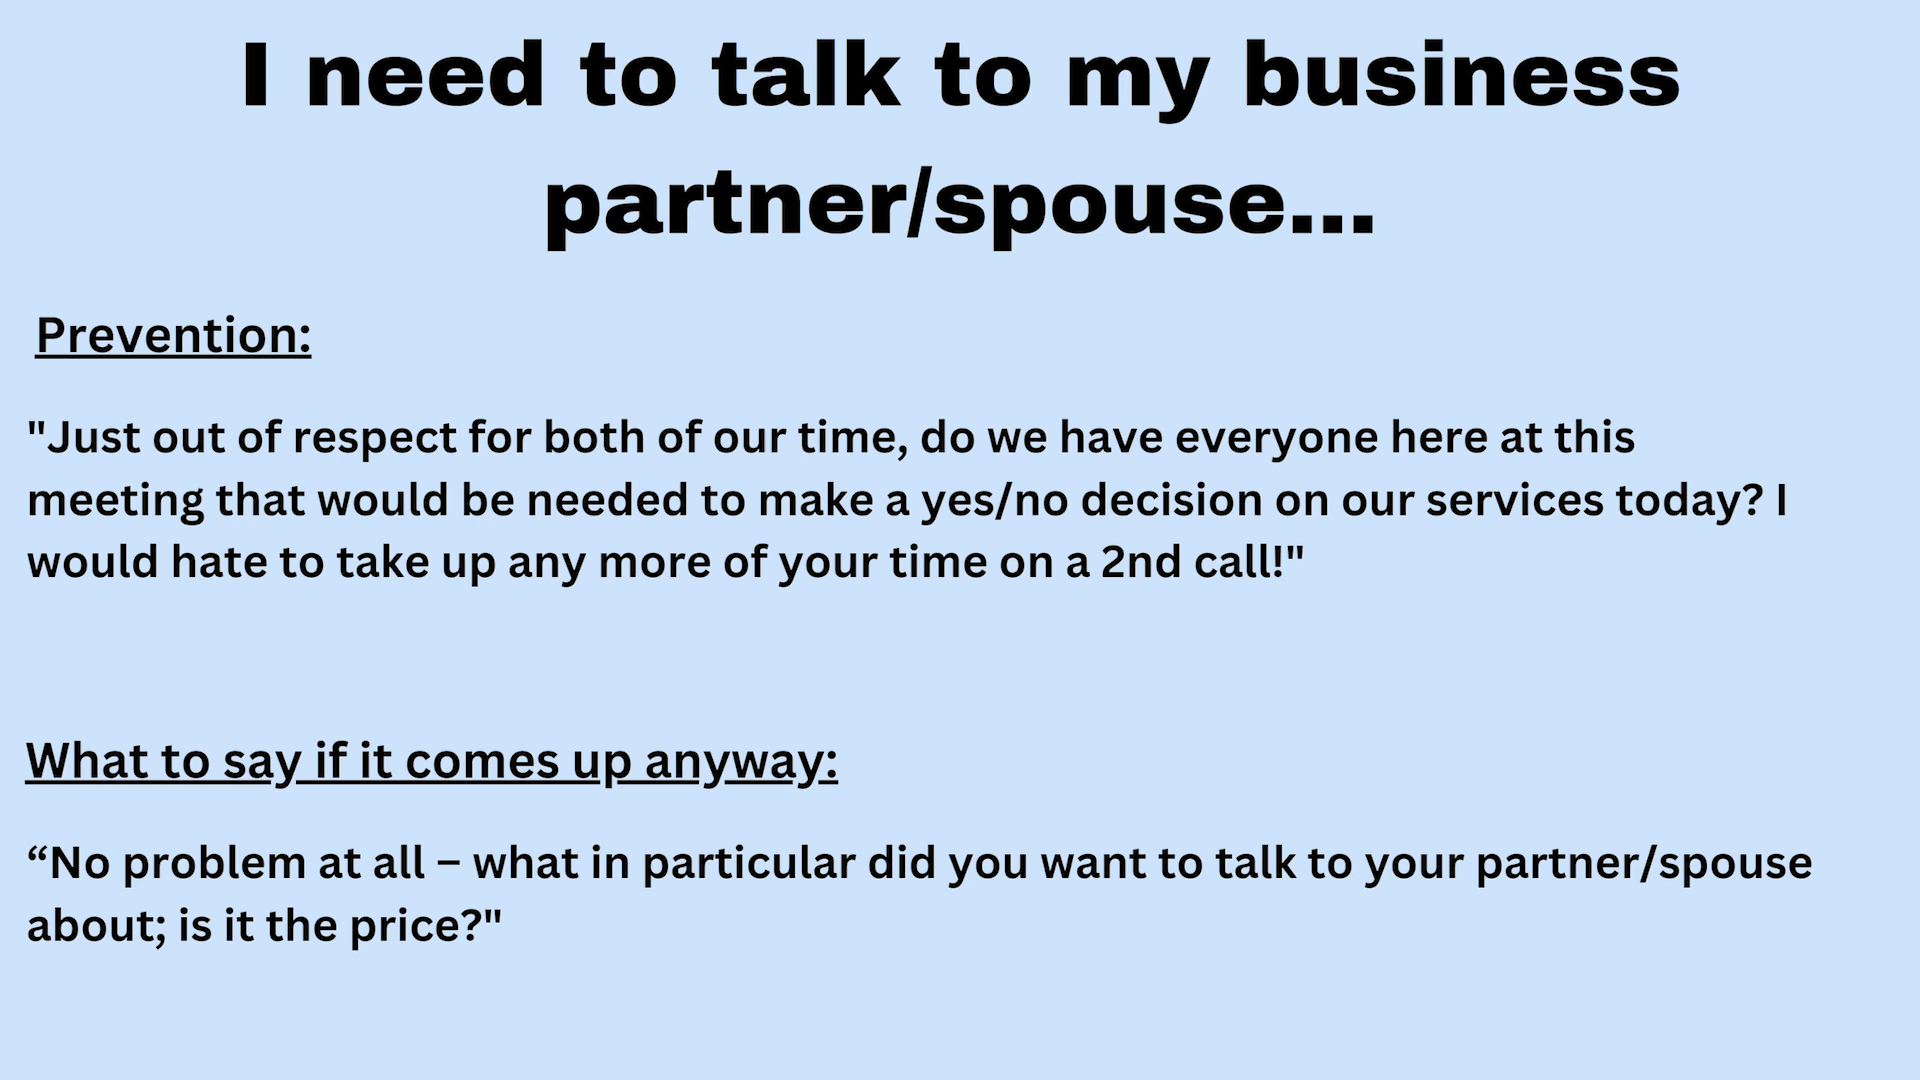 I need to talk to my business
partner/spouse...
Prevention:
"Just out of respect for both of our time, do we have everyone here at this
meeting that would be needed to make a yes/no decision on our services today? I
would hate to take up any more of your time on a 2nd call!"
What to say if it comes up anyway:
“No problem at all – what in particular did you want to talk to your partner/spouse
about; is it the price?"